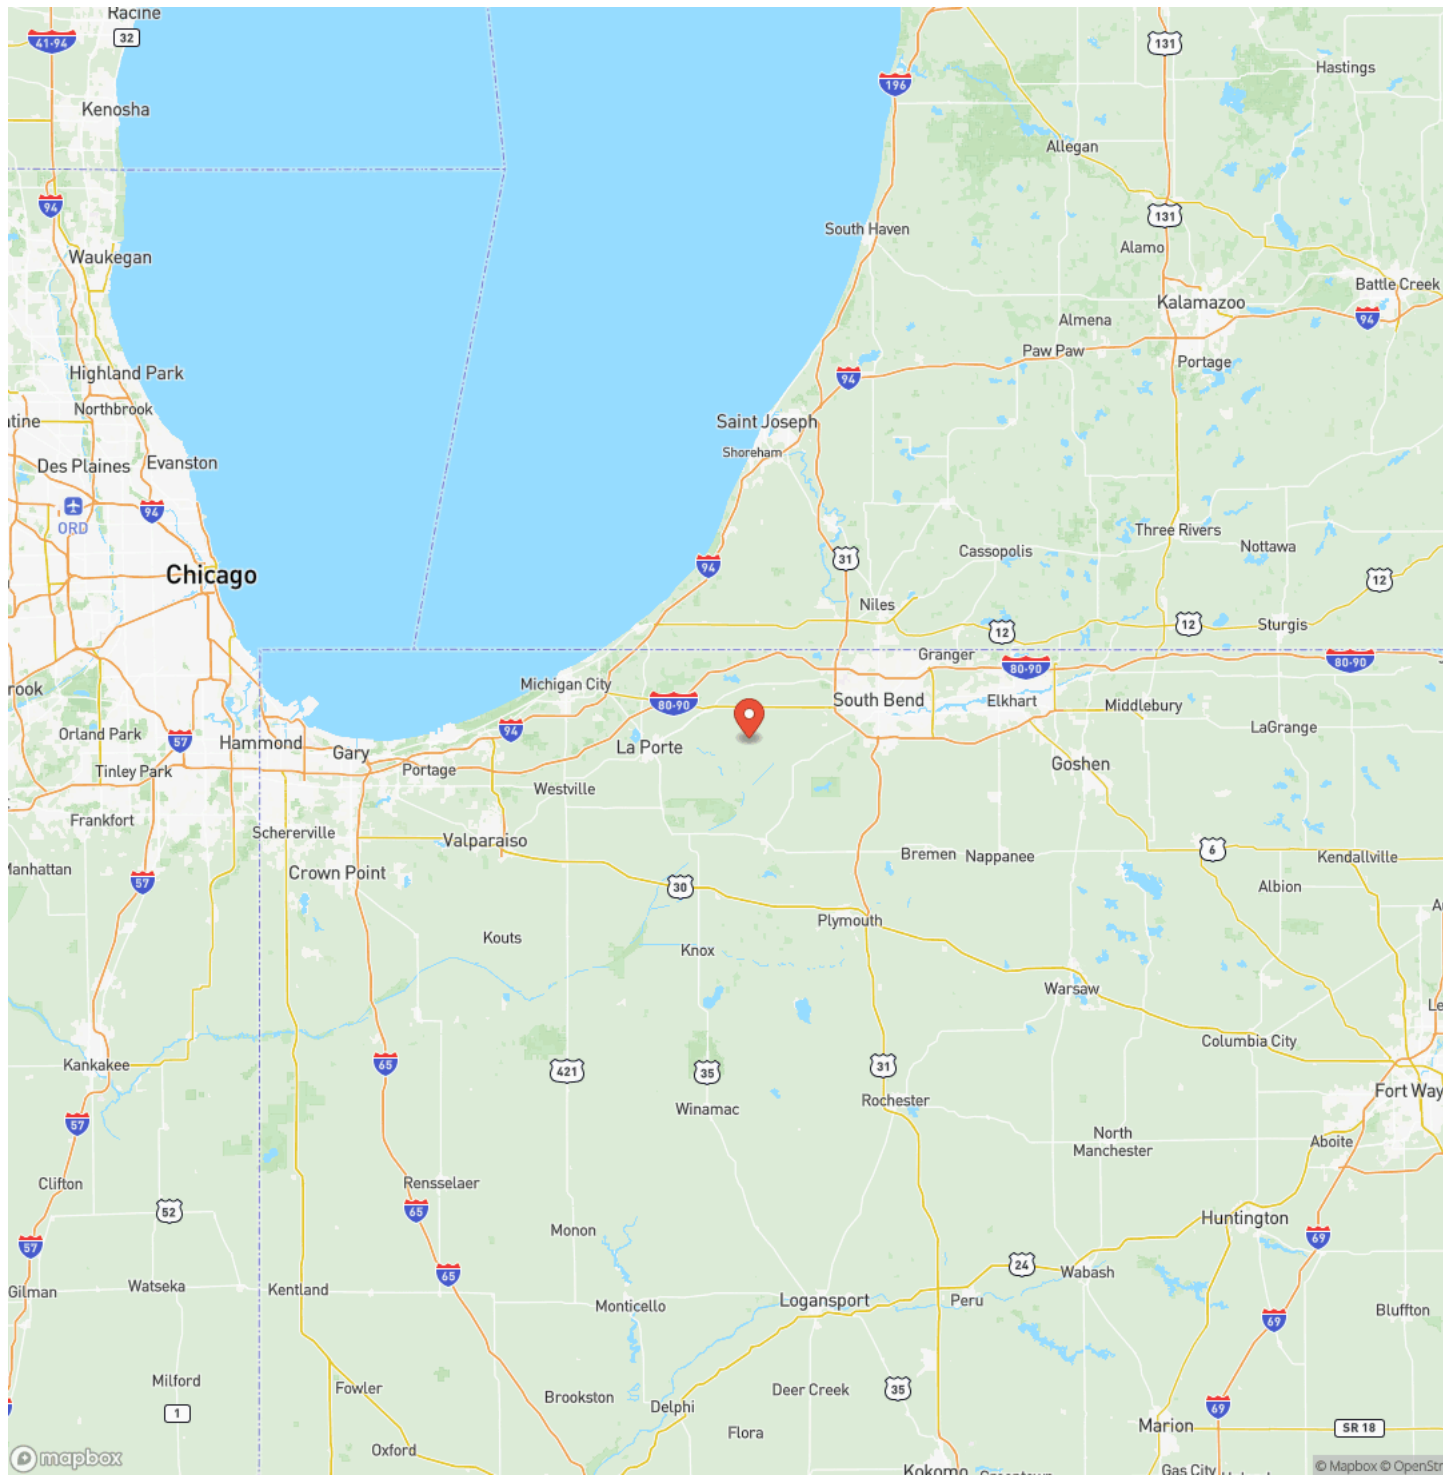 Racine
32
41-94
131
196
Hastings
Kenosha
Allegan
94
131
South Haven
Alamo
Waukegan
Battle Creek
Kalamazoo
94
Almena
Paw Paw
Portage
Highland Park
94
Northbrook
atine
Saint Joseph
Shoreham
Des Plaines
Evanston
ORD
94
Three Rivers
Nottawa
Cassopolis
31
94
Chicago
12
Niles
12
12
Sturgis
Granger
80-90
80-90
rook
Michigan City
80-90
South Bend
Elkhart
Middlebury
LaGrange
Orland Park
57
Hammond
Gary
94
La Porte
Tinley Park
Portage
Goshen
Westville
Frankfort
Schererville
Valparaiso
6
Bremen
Nappanee
Kendallville
Manhattan
57
Crown Point
30
Albion
Plymouth
Kouts
Knox
Warsaw
Le
Columbia City
Kankakee
65
421
35
31
Rochester
Fort Way
Winamac
57
North
Manchester
Aboite
Clifton
Rensselaer
52
65
Huntington
Monon
57
69
24
Wabash
65
Gilman
Watseka
Kentland
Monticello
Logansport
Peru
Bluffton
69
Milford
Fowler
Deer Creek
35
Brookston
Delphi
69
1
Marion
SR 18
Flora
Oxford
mapbox
Kokomo
Gas City
© Mapbox © OpenStr